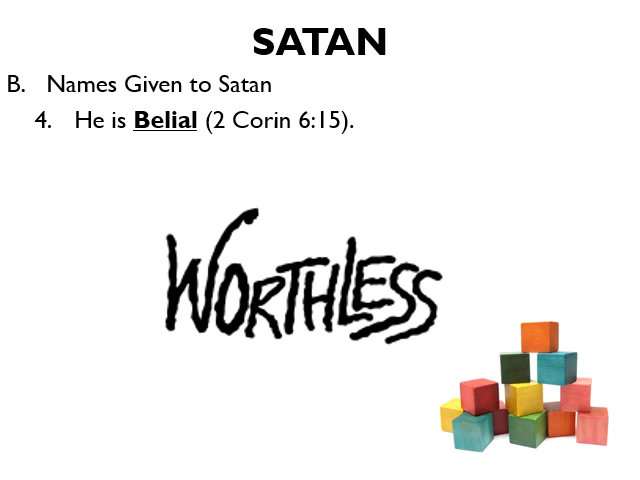 SATAN
B. Names Given to Satan
4. He is Belial (2 Corin 6:15).
WORTHLESS